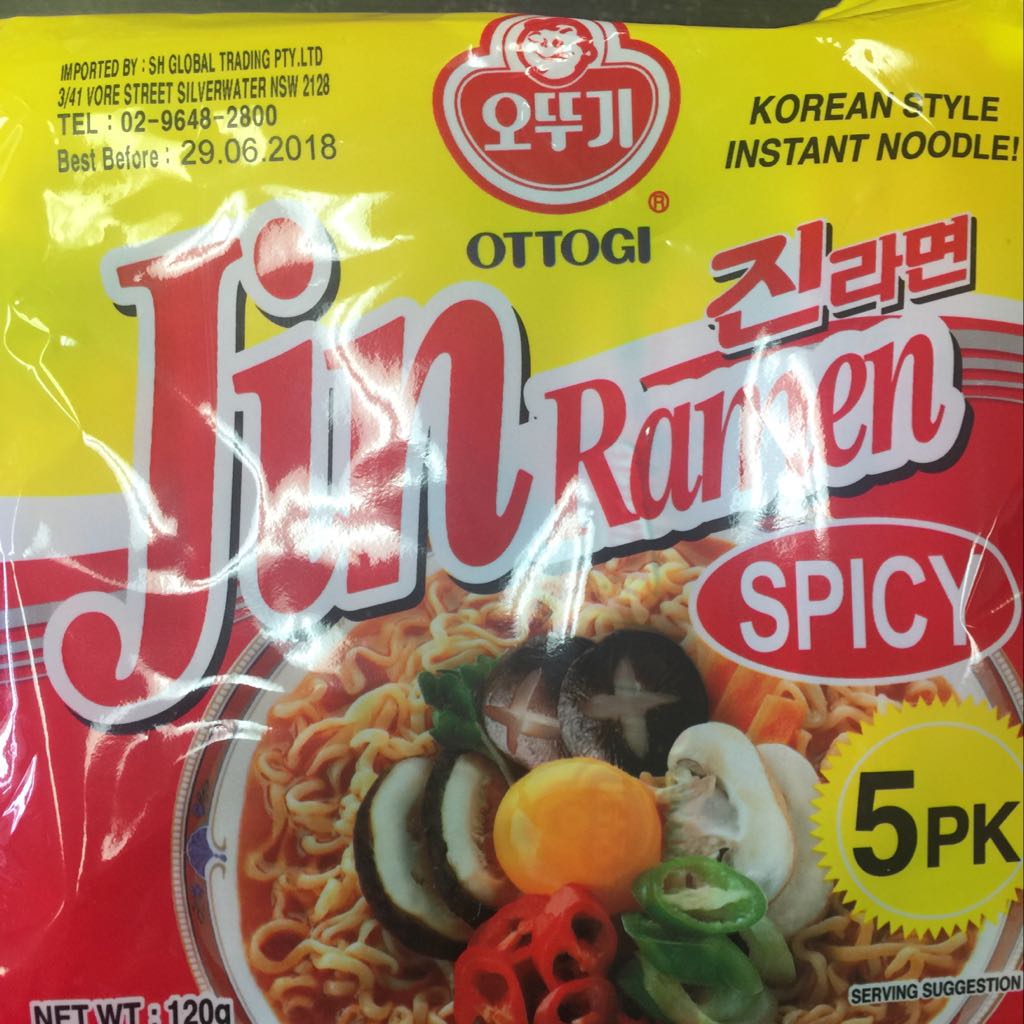 IMPORTED BY : SH GLOBAL TRADING PTY.LTD
3/41 VORE STREET SILVERWATER NSW 2128
TEL : 02-9648-2800
Best Before : 29.06.2018
오뚜기
®
OTTOGI
KOREAN STYLE
INSTANT NOODLE!
진라면
Jin Ramen
SPICY
5PK
SERVING SUGGESTION
NET WT : 120g